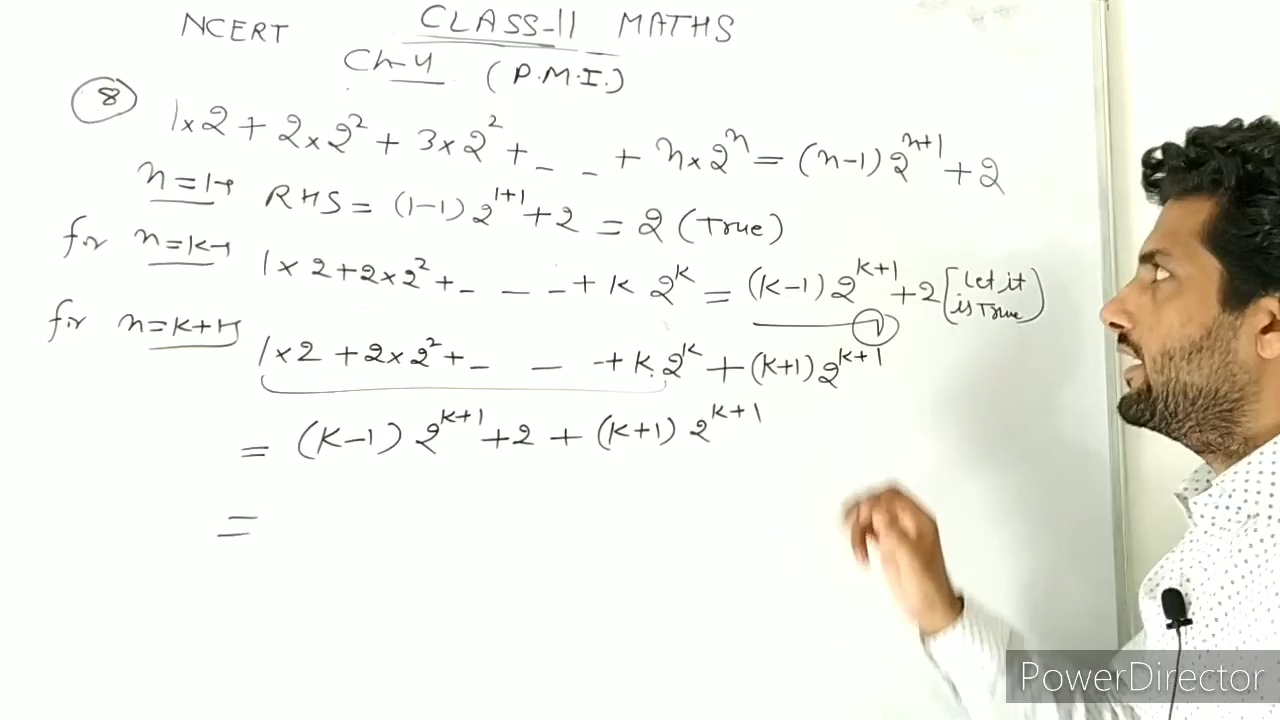 NCERT CLASS-11 MATHS
Ch-4 (P.M.I.)
⑧ 1×2 + 2×2² + 3×2² + - - + n×2ⁿ = (n-1) 2ⁿ⁺¹ + 2
n=1→ RHS = (1-1) 2¹⁺¹ + 2 = 2 (True)
for n=k→ 1×2 + 2×2² + - - - + k 2ᵏ = (k-1) 2ᵏ⁺¹ + 2 [Let it is True]
①
for n=k+1→ 1×2 + 2×2² + - - - + k.2ᵏ + (k+1) 2ᵏ⁺¹
= (k-1) 2ᵏ⁺¹ + 2 + (k+1) 2ᵏ⁺¹
=
PowerDirector